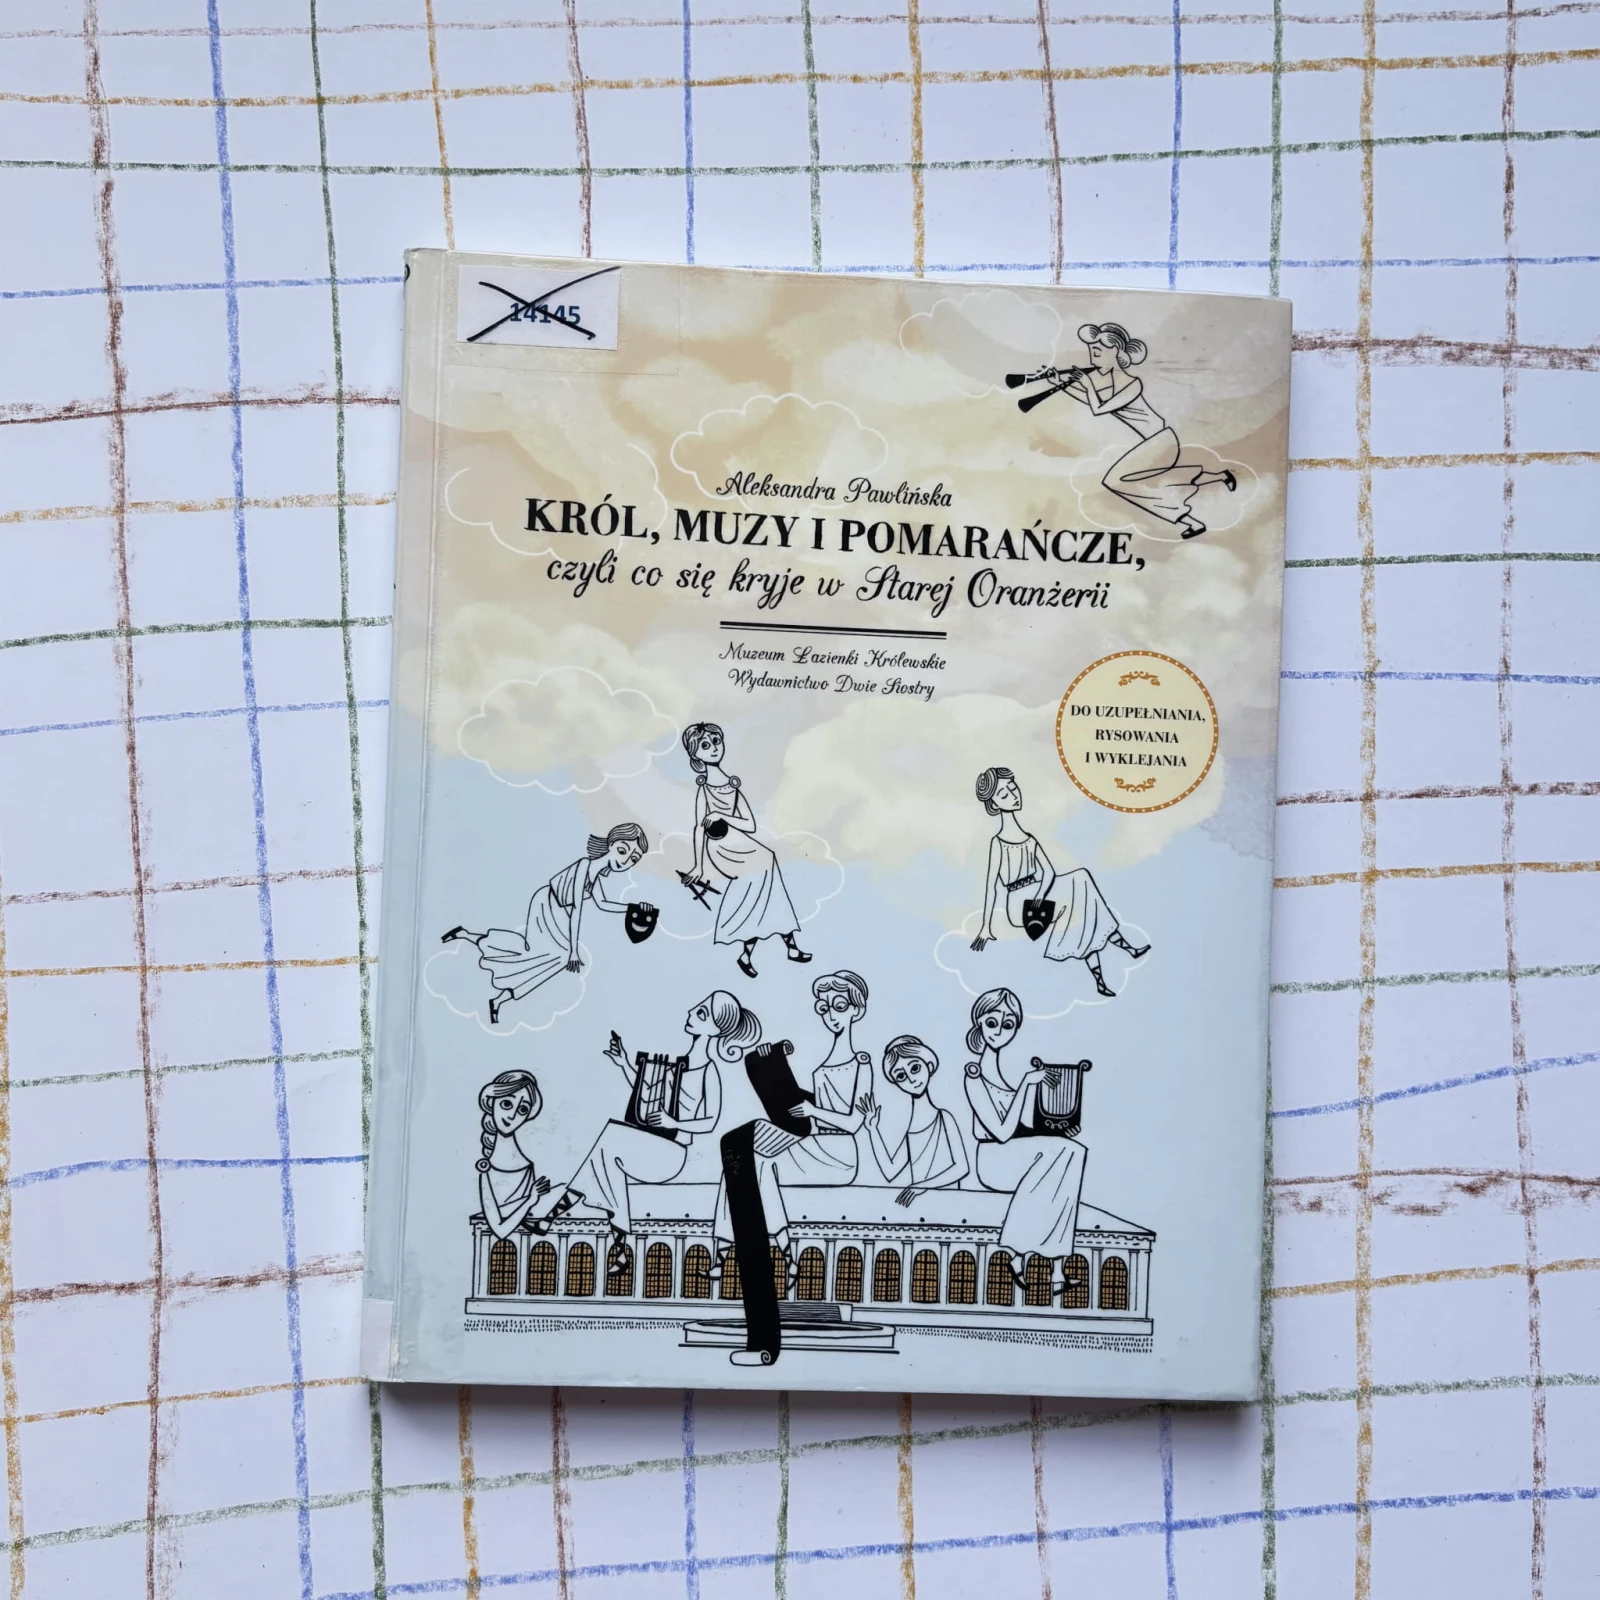 14145
Aleksandra Pawlińska
KRÓL, MUZY I POMARAŃCZE,
czyli co się kryje w Starej Oranżerii
Muzeum Łazienki Królewskie
Wydawnictwo Dwie Siostry
DO UZUPEŁNIANIA,
RYSOWANIA
I WYKLEJANIA